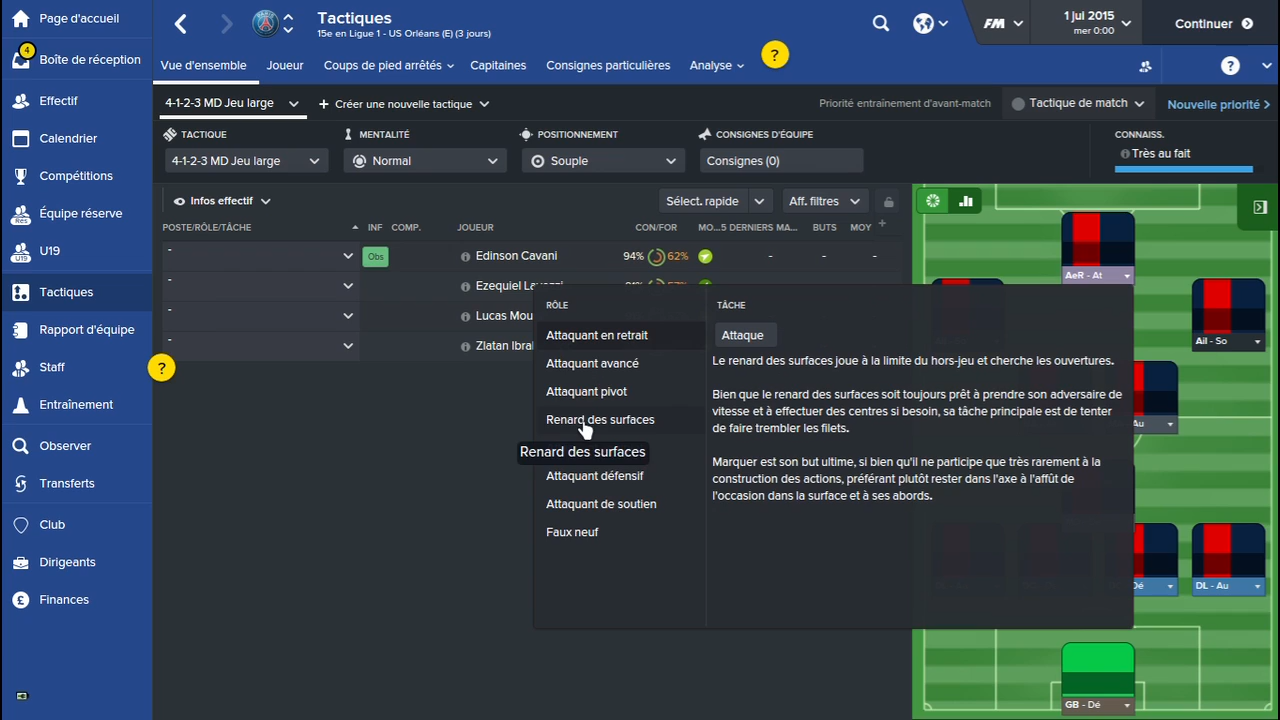 Page d'accueil
4
Boîte de réception
Effectif
Calendrier
Compétitions
Rés
Équipe réserve
U19
U19
Tactiques
Rapport d'équipe
?
Staff
Entraînement
Observer
Transferts
Club
Dirigeants
£
Finances
Tactiques
15e en Ligue 1 - US Orléans (E) (3 jours)
FM
1 jul 2015
mer 0:00
Continuer
Vue d'ensemble
Joueur
Coups de pied arrêtés
Capitaines
Consignes particulières
Analyse
?
?
4-1-2-3 MD Jeu large
+ Créer une nouvelle tactique
Priorité entraînement d'avant-match
Tactique de match
Nouvelle priorité >
TACTIQUE
MENTALITÉ
POSITIONNEMENT
CONSIGNES D'ÉQUIPE
CONNAISS.
4-1-2-3 MD Jeu large
Normal
Souple
Consignes (0)
Très au fait
Infos effectif
Sélect. rapide
Aff. filtres
POSTE/RÔLE/TÂCHE
INF
COMP.
JOUEUR
CON/FOR
MO...
5 DERNIERS MA...
BUTS
MOY
+
-
Obs
Edinson Cavani
94%
62%
-
-
-
-
Ezequiel
-
Lucas Mou
-
Zlatan Ibra
RÔLE
TÂCHE
Attaquant en retrait
Attaque
Attaquant avancé
Attaquant pivot
Renard des surfaces
Renard des surfaces
Attaquant défensif
Attaquant de soutien
Faux neuf
Le renard des surfaces joue à la limite du hors-jeu et cherche les ouvertures.
Bien que le renard des surfaces soit toujours prêt à prendre son adversaire de
vitesse et à effectuer des centres si besoin, sa tâche principale est de tenter
de faire trembler les filets.
Marquer est son but ultime, si bien qu'il ne participe que très rarement à la
construction des actions, préférant plutôt rester dans l'axe à l'affût de
l'occasion dans la surface et à ses abords.
AeR - At
Ail - So
Au
Dé
DL - Au
GB - Dé